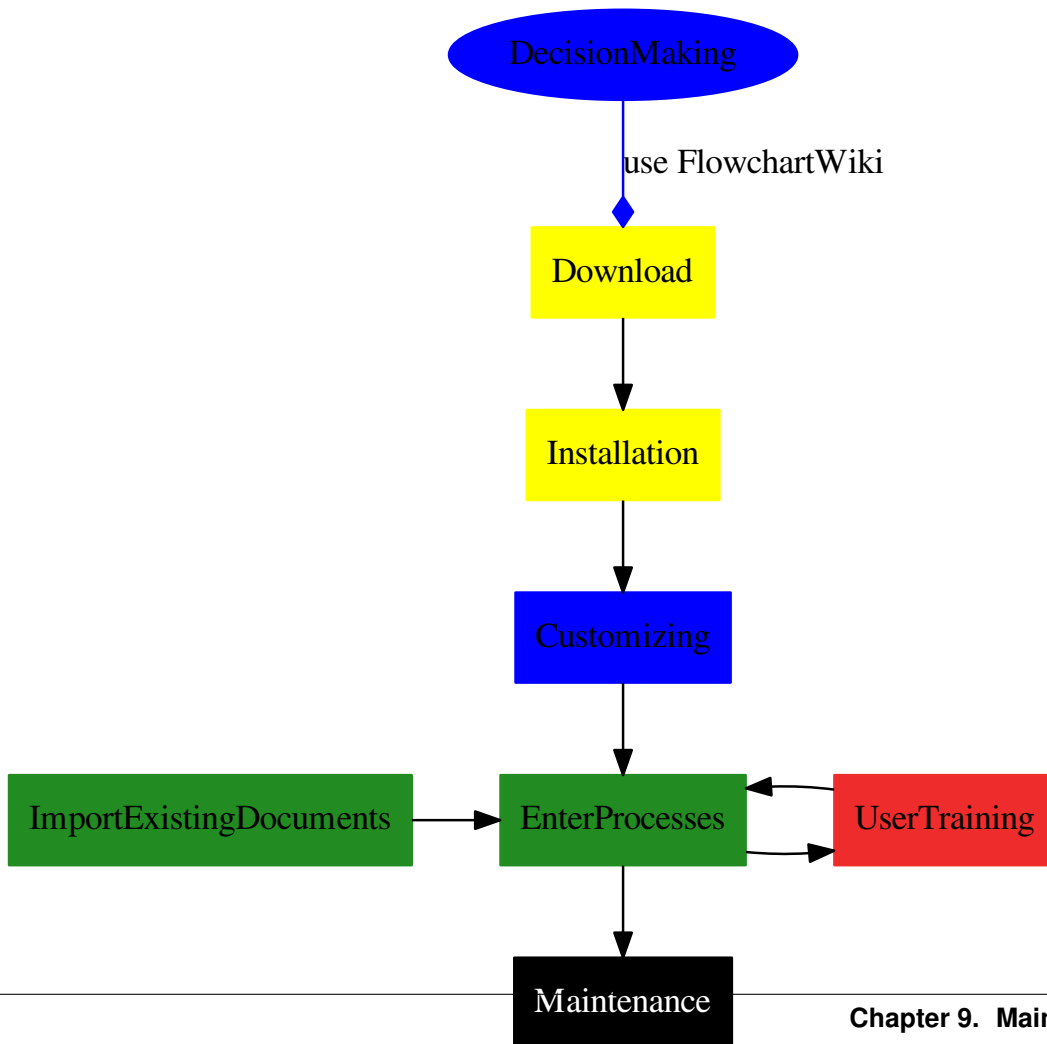 DecisionMaking
use FlowchartWiki
Download
Installation
Customizing
ImportExistingDocuments
EnterProcesses
UserTraining
Maintenance
Chapter 9.